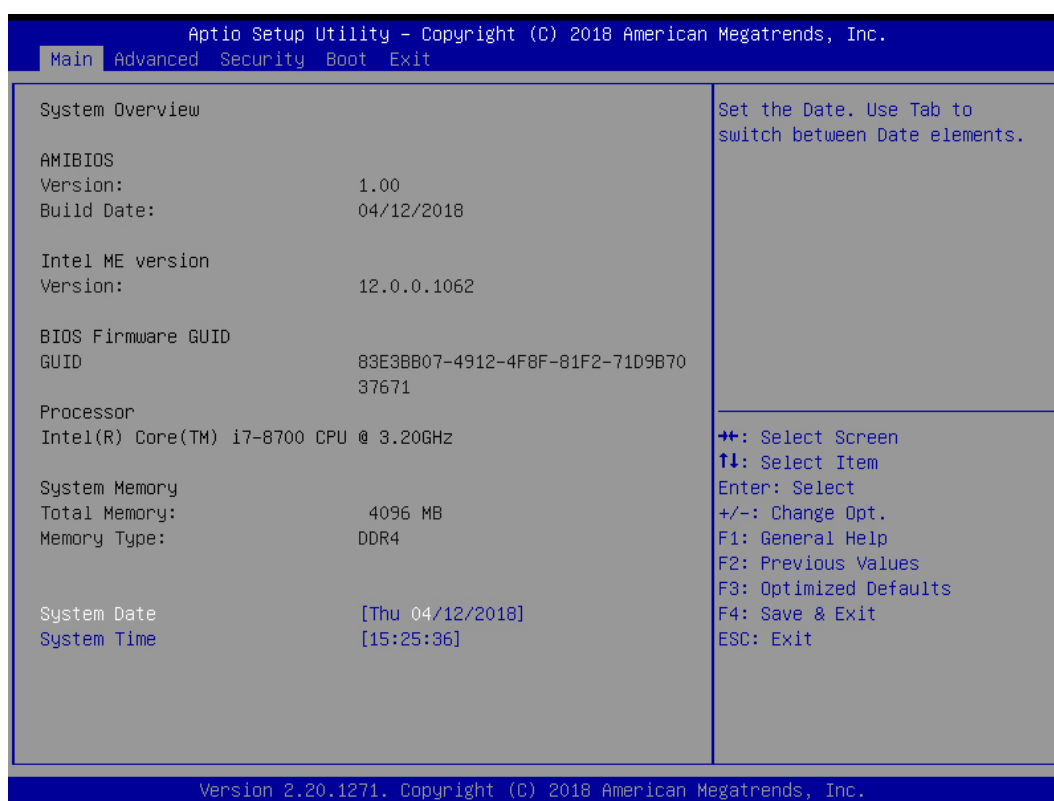 Aptio Setup Utility – Copyright (C) 2018 American Megatrends, Inc.
Main Advanced Security Boot Exit
System Overview
AMIBIOS
Version: 1.00
Build Date: 04/12/2018
Intel ME version
Version: 12.0.0.1062
BIOS Firmware GUID
GUID 83E3BB07-4912-4F8F-81F2-71D9B70
37671
Processor
Intel(R) Core(TM) i7-8700 CPU @ 3.20GHz
System Memory
Total Memory: 4096 MB
Memory Type: DDR4
System Date [Thu 04/12/2018]
System Time [15:25:36]
Set the Date. Use Tab to
switch between Date elements.
→←: Select Screen
↑↓: Select Item
Enter: Select
+/-: Change Opt.
F1: General Help
F2: Previous Values
F3: Optimized Defaults
F4: Save & Exit
ESC: Exit
Version 2.20.1271. Copyright (C) 2018 American Megatrends, Inc.